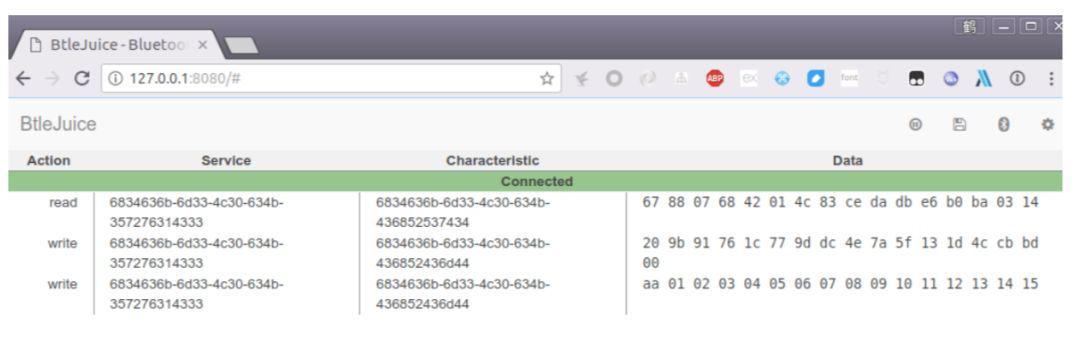 鹤
BtleJuice - Bluetoo
127.0.0.1:8080/#
ABP
ex
font
BtleJuice
Action Service Characteristic Data
Connected
read 6834636b-6d33-4c30-634b- 6834636b-6d33-4c30-634b- 67 88 07 68 42 01 4c 83 ce da db e6 b0 ba 03 14
357276314333 436852537434
write 6834636b-6d33-4c30-634b- 6834636b-6d33-4c30-634b- 20 9b 91 76 1c 77 9d dc 4e 7a 5f 13 1d 4c cb bd
357276314333 436852436d44 00
write 6834636b-6d33-4c30-634b- 6834636b-6d33-4c30-634b- aa 01 02 03 04 05 06 07 08 09 10 11 12 13 14 15
357276314333 436852436d44